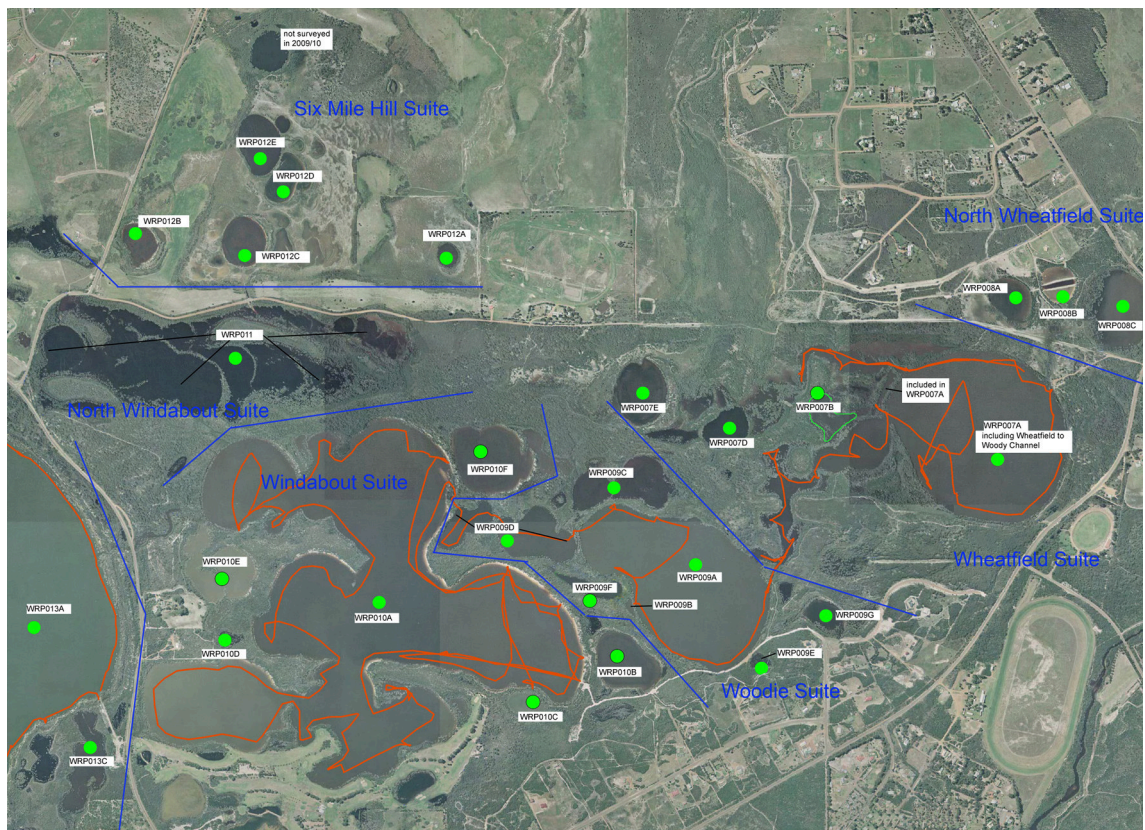 not surveyed
in 2009/10
Six Mile Hill Suite
WRP012E
WRP012D
WRP012B
WRP012A
WRP012C
North Wheatfield Suite
WRP008A
WRP008B
WRP008C
WRP011
North Windabout Suite
WRP007E
WRP007B
included in
WRP007A
WRP007D
WRP007A
including Wheatfield to
Woody Channel
WRP010F
Windabout Suite
WRP009C
WRP009D
Wheatfield Suite
WRP010E
WRP009A
WRP009F
WRP009B
WRP013A
WRP010A
WRP009G
WRP010D
WRP009E
WRP010B
Woodie Suite
WRP010C
WRP013C